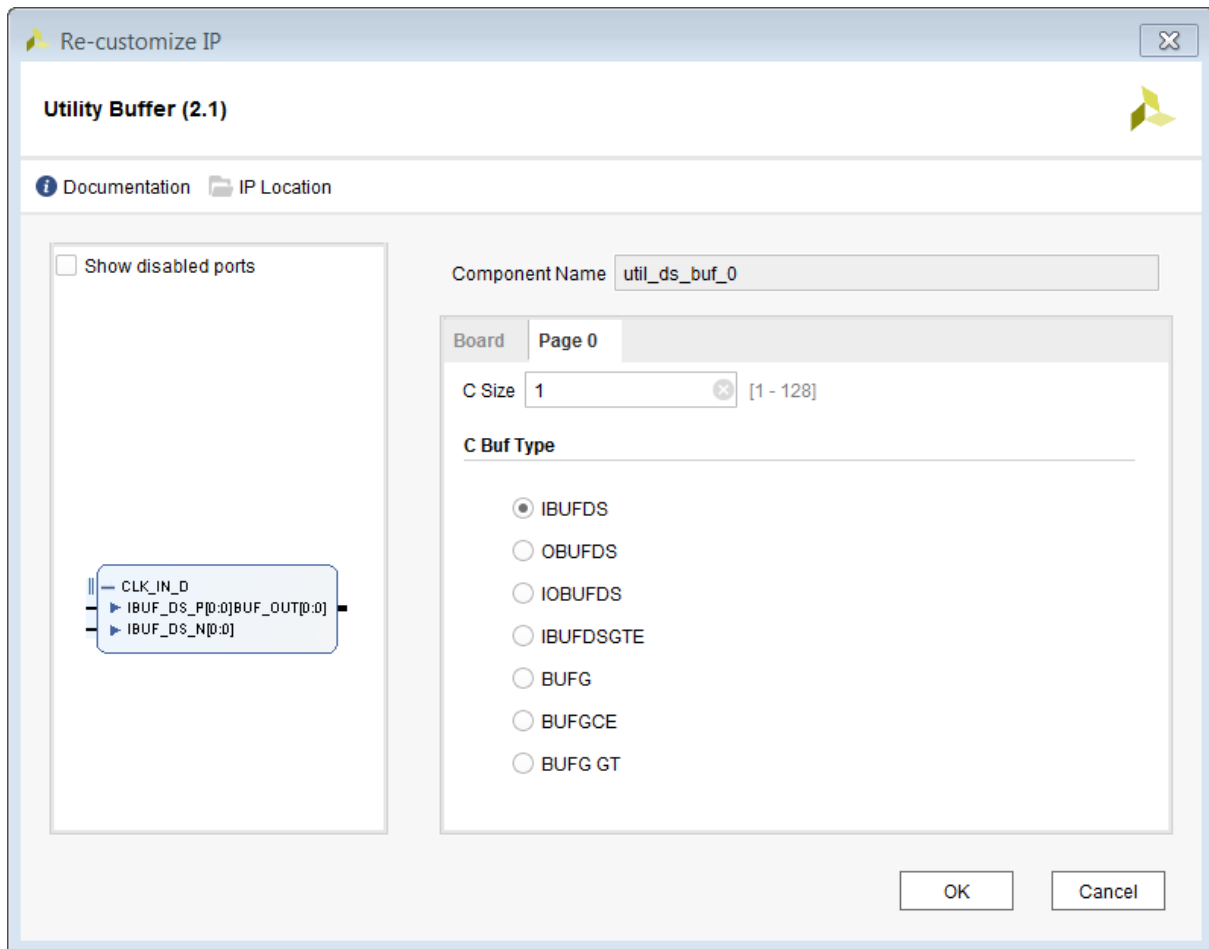 Re-customize IP
Utility Buffer (2.1)
Documentation IP Location
Show disabled ports
CLK_IN_D
IBUF_DS_P[0:0]BUF_OUT[0:0]
IBUF_DS_N[0:0]
Component Name util_ds_buf_0
Board Page 0
C Size 1 [1 - 128]
C Buf Type
IBUFDS
OBUFDS
IOBUFDS
IBUFDSGTE
BUFG
BUFGCE
BUFG GT
OK Cancel